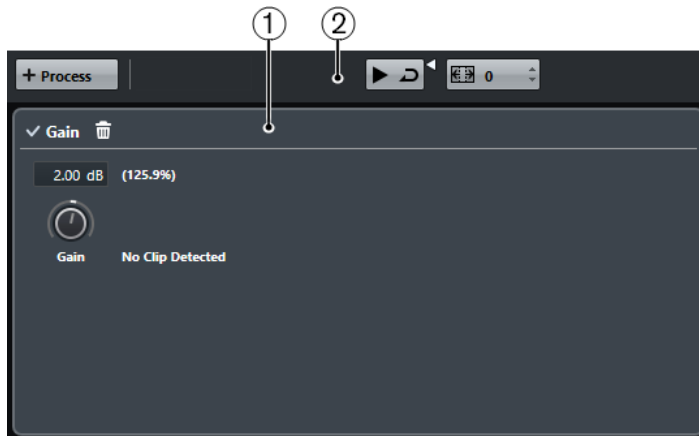 1 2
+ Process 0
Gain
2.00 dB (125.9%)
Gain No Clip Detected